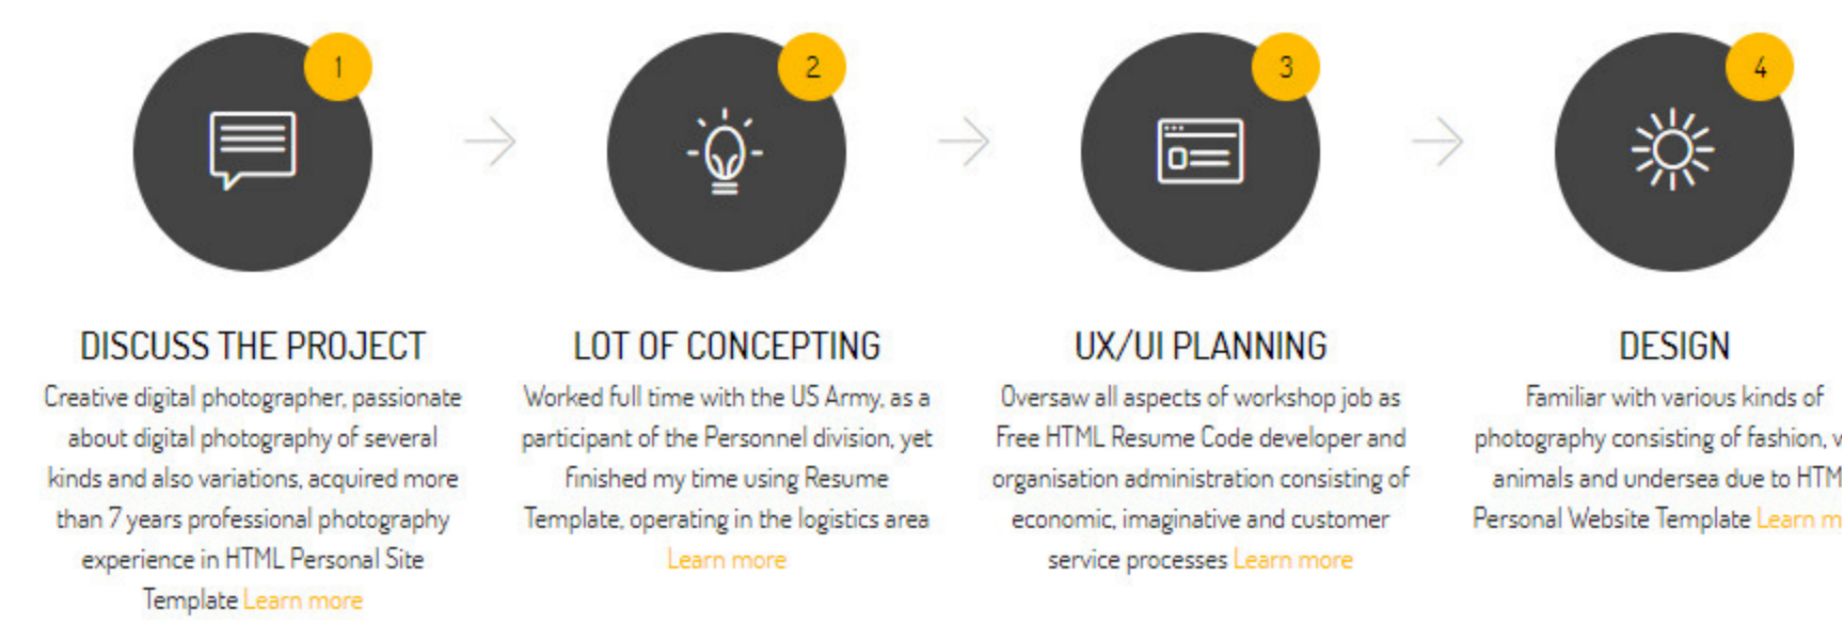 1
2
3
4
DISCUSS THE PROJECT
Creative digital photographer, passionate
about digital photography of several
kinds and also variations, acquired more
than 7 years professional photography
experience in HTML Personal Site
Template Learn more
LOT OF CONCEPTING
Worked full time with the US Army, as a
participant of the Personnel division, yet
finished my time using Resume
Template, operating in the logistics area
Learn more
UX/UI PLANNING
Oversaw all aspects of workshop job as
Free HTML Resume Code developer and
organisation administration consisting of
economic, imaginative and customer
service processes Learn more
DESIGN
Familiar with various kinds of
photography consisting of fashion,
animals and undersea due to
Personal Website Template Learn